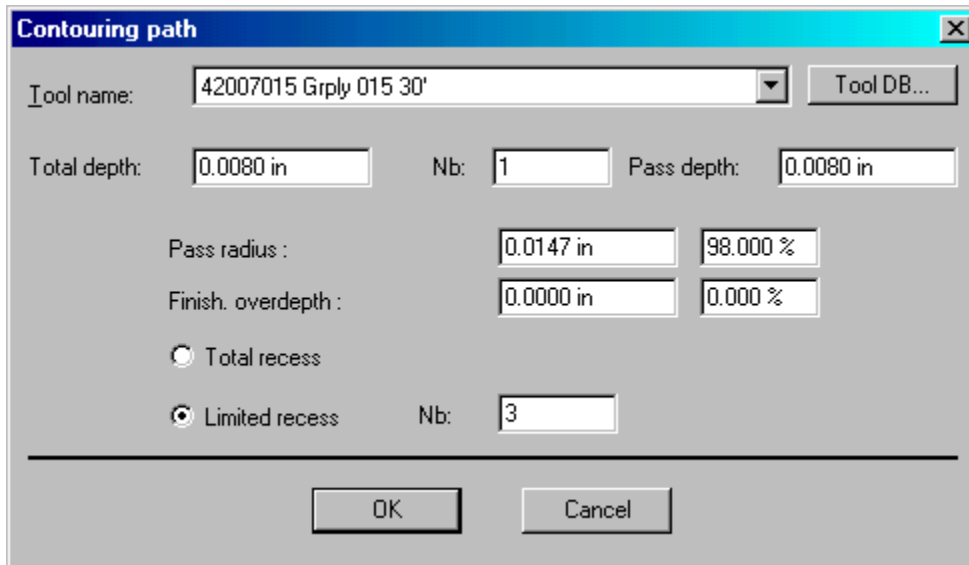 Contouring path
Tool name: 42007015 Grply 015 30' Tool DB...
Total depth: 0.0080 in Nb: 1 Pass depth: 0.0080 in
Pass radius : 0.0147 in 98.000 %
Finish. overdepth : 0.0000 in 0.000 %
Total recess
Limited recess Nb: 3
OK Cancel